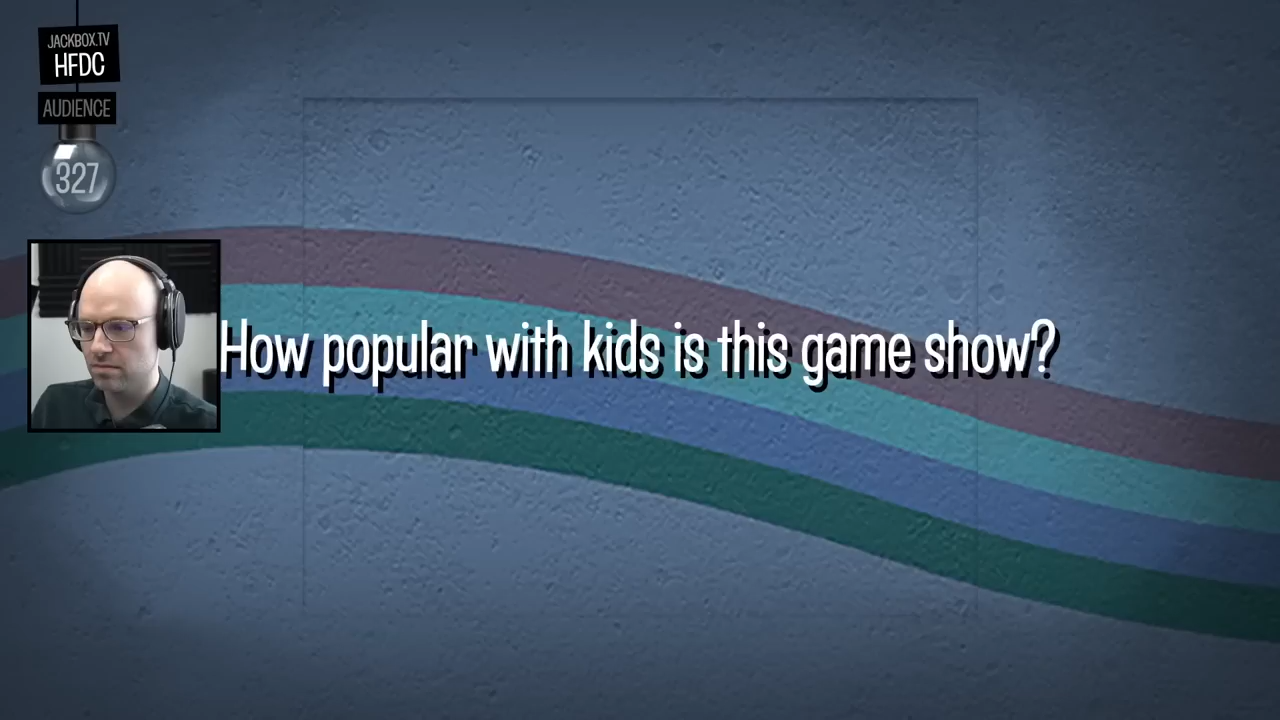 JACKBOX.TV
HFDC
AUDIENCE
327
How popular with kids is this game show?